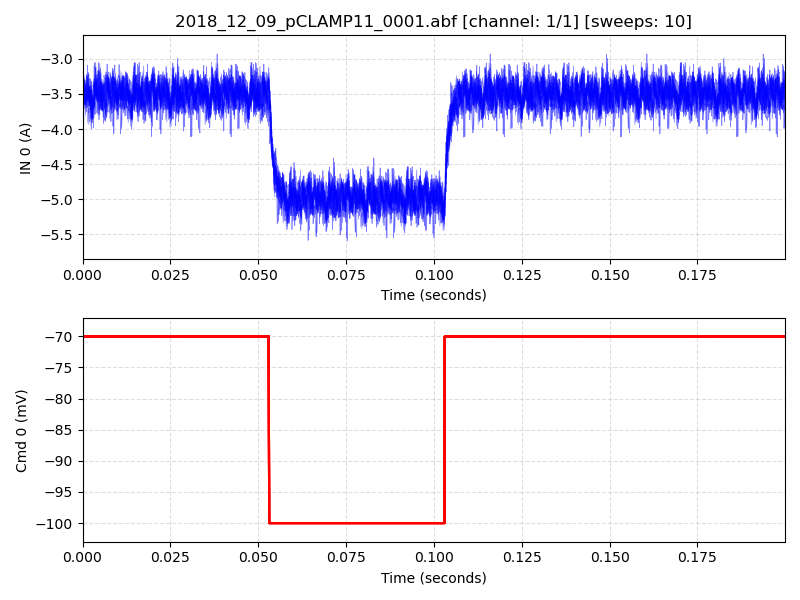 2018_12_09_pCLAMP11_0001.abf [channel: 1/1] [sweeps: 10]
−3.0
−3.5
−4.0
−4.5
−5.0
−5.5
IN 0 (A)
0.000 0.025 0.050 0.075 0.100 0.125 0.150 0.175
Time (seconds)
−70
−75
−80
−85
−90
−95
−100
Cmd 0 (mV)
0.000 0.025 0.050 0.075 0.100 0.125 0.150 0.175
Time (seconds)